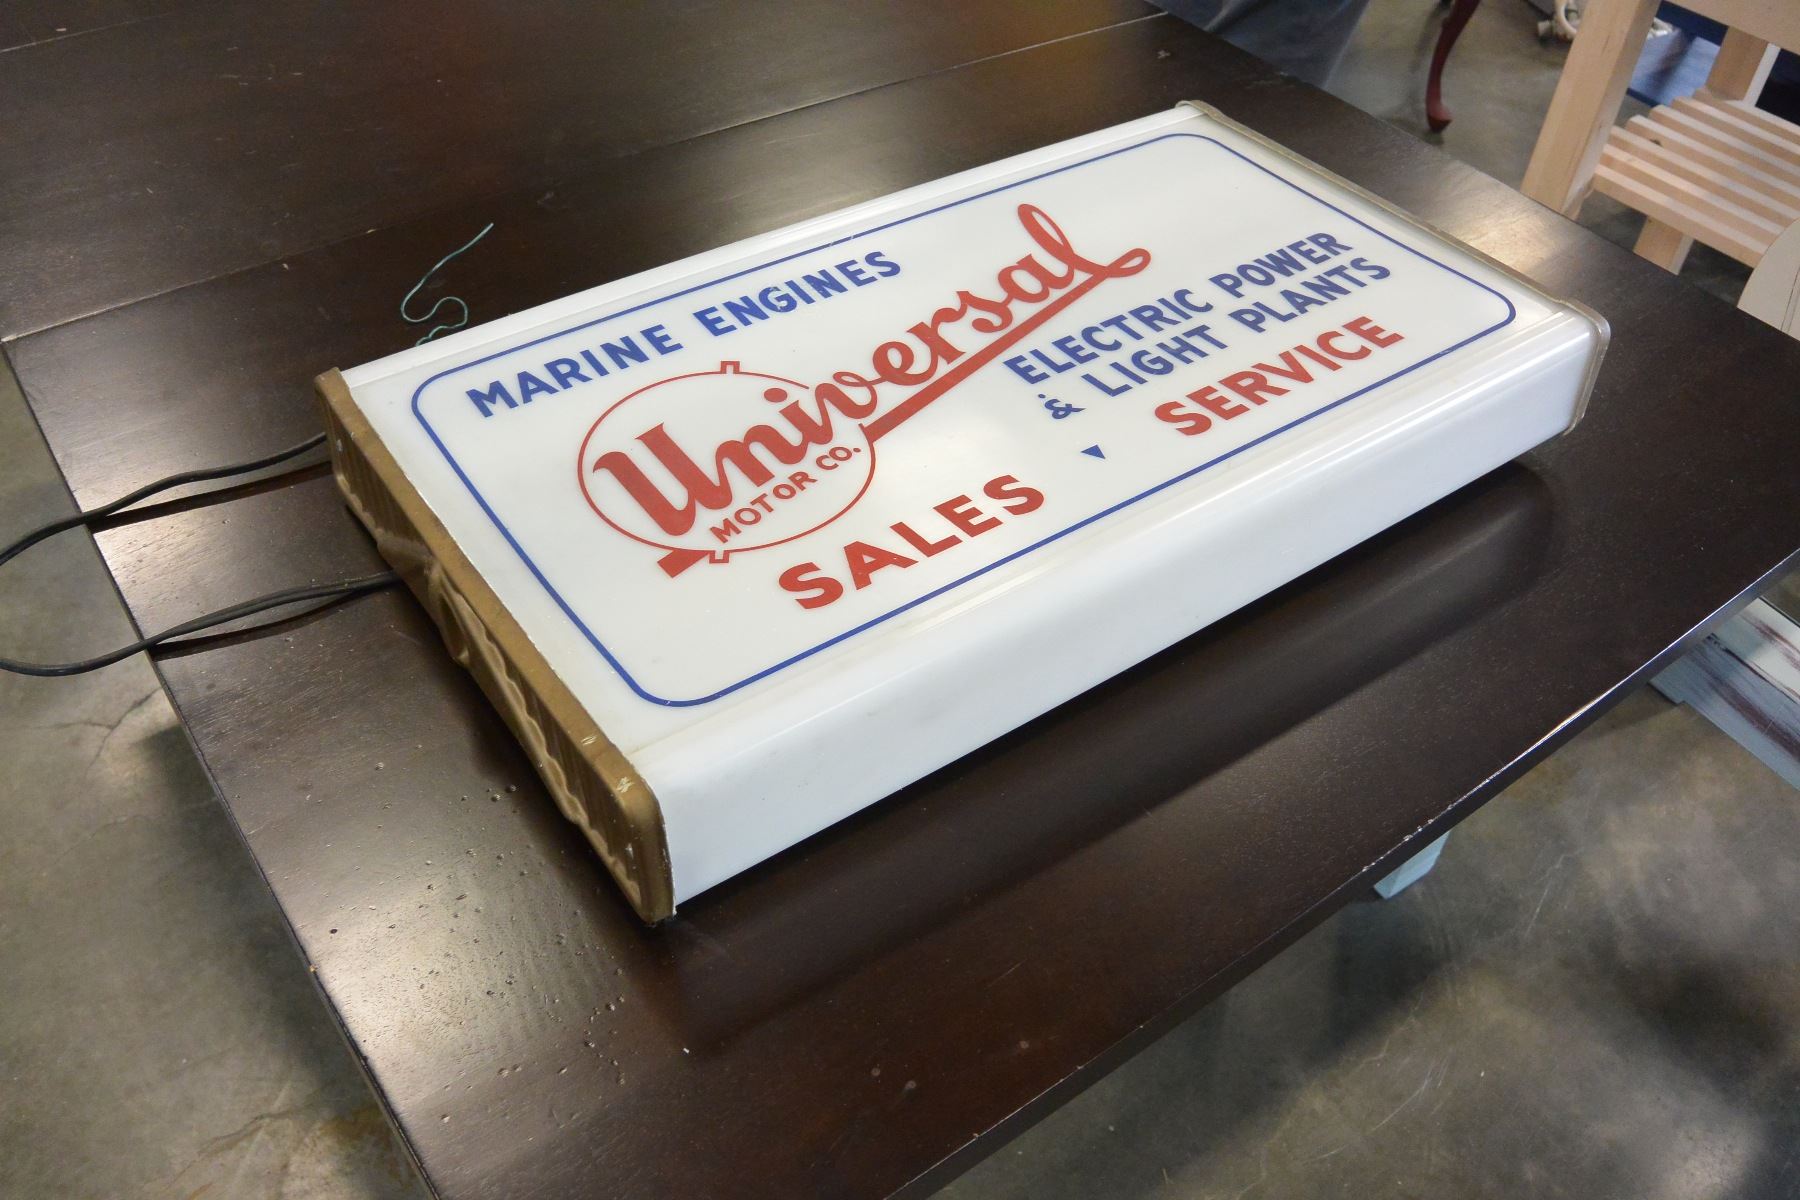 MARINE ENGINES
Universal
MOTOR CO.
ELECTRIC POWER
& LIGHT PLANTS
SALES SERVICE